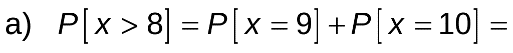 a) P[ x > 8] = P[ x = 9] + P[ x = 10] =